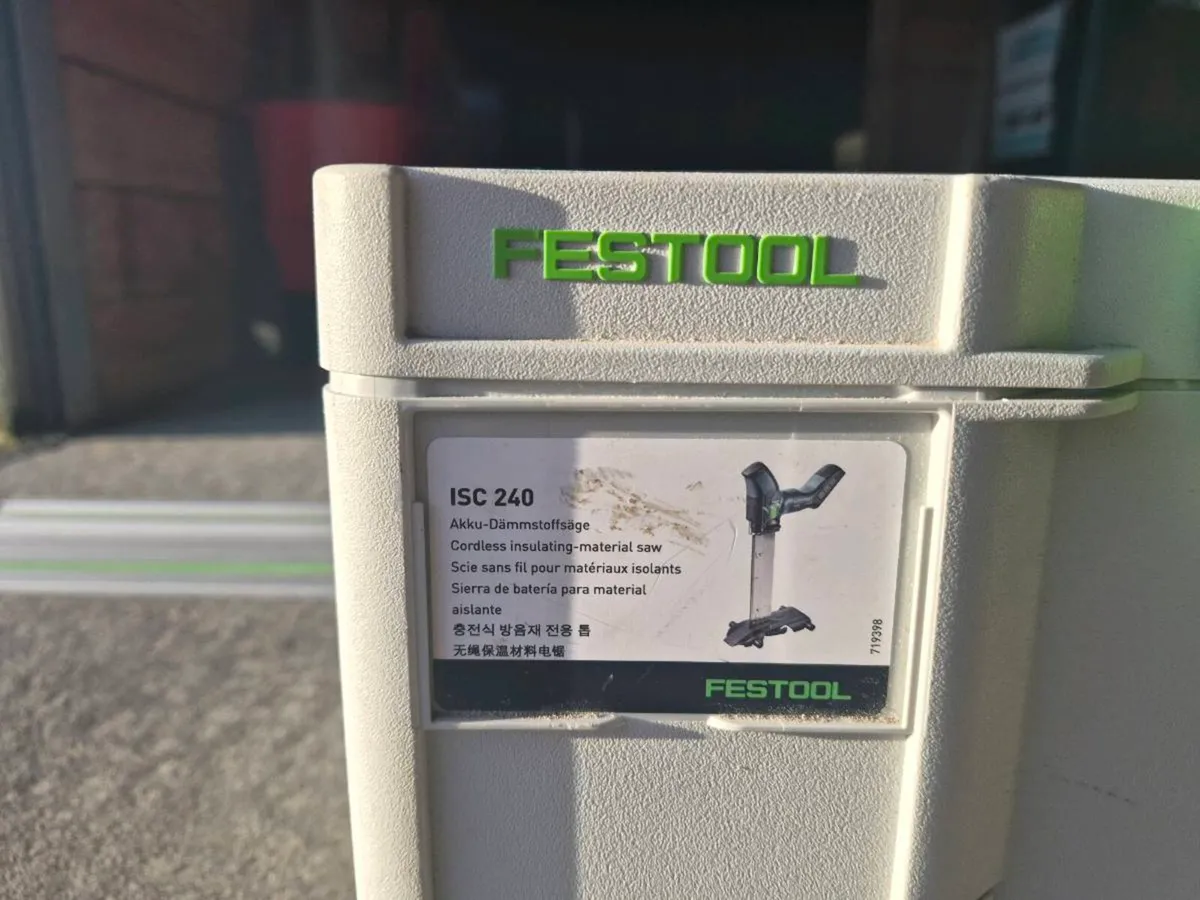 FESTOOL
ISC 240
Akku-Dämmstoffsäge
Cordless insulating-material saw
Scie sans fil pour matériaux isolants
Sierra de batería para material
aislante
충전식 방음재 전용 톱
无绳保温材料电锯
719398
FESTOOL